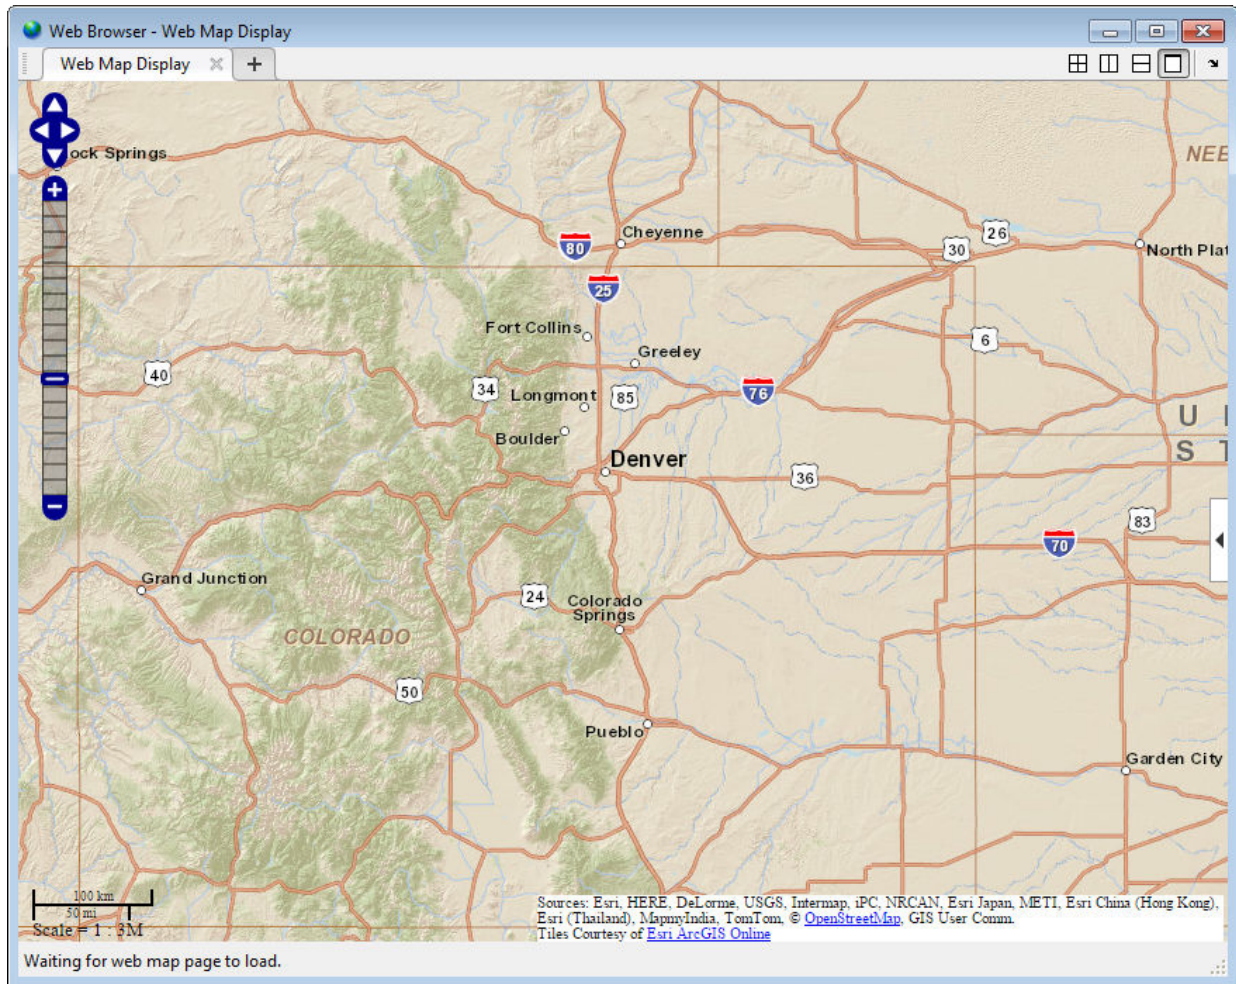 Web Browser - Web Map Display
Web Map Display
ock Springs
NEE
Cheyenne
26
80
30
North Plat
25
Fort Collins
6
Greeley
40
34
Longmont
85
76
U
Boulder
Denver
S T
36
83
70
Grand Junction
24
Colorado
Springs
COLORADO
50
Pueblo
Garden City
100 km
50 mi
Scale = 1 : 3M
Sources: Esri, HERE, DeLorme, USGS, Intermap, iPC, NRCAN, Esri Japan, METI, Esri China (Hong Kong),
Esri (Thailand), MapmyIndia, TomTom, © OpenStreetMap, GIS User Comm.
Tiles Courtesy of Esri ArcGIS Online
Waiting for web map page to load.